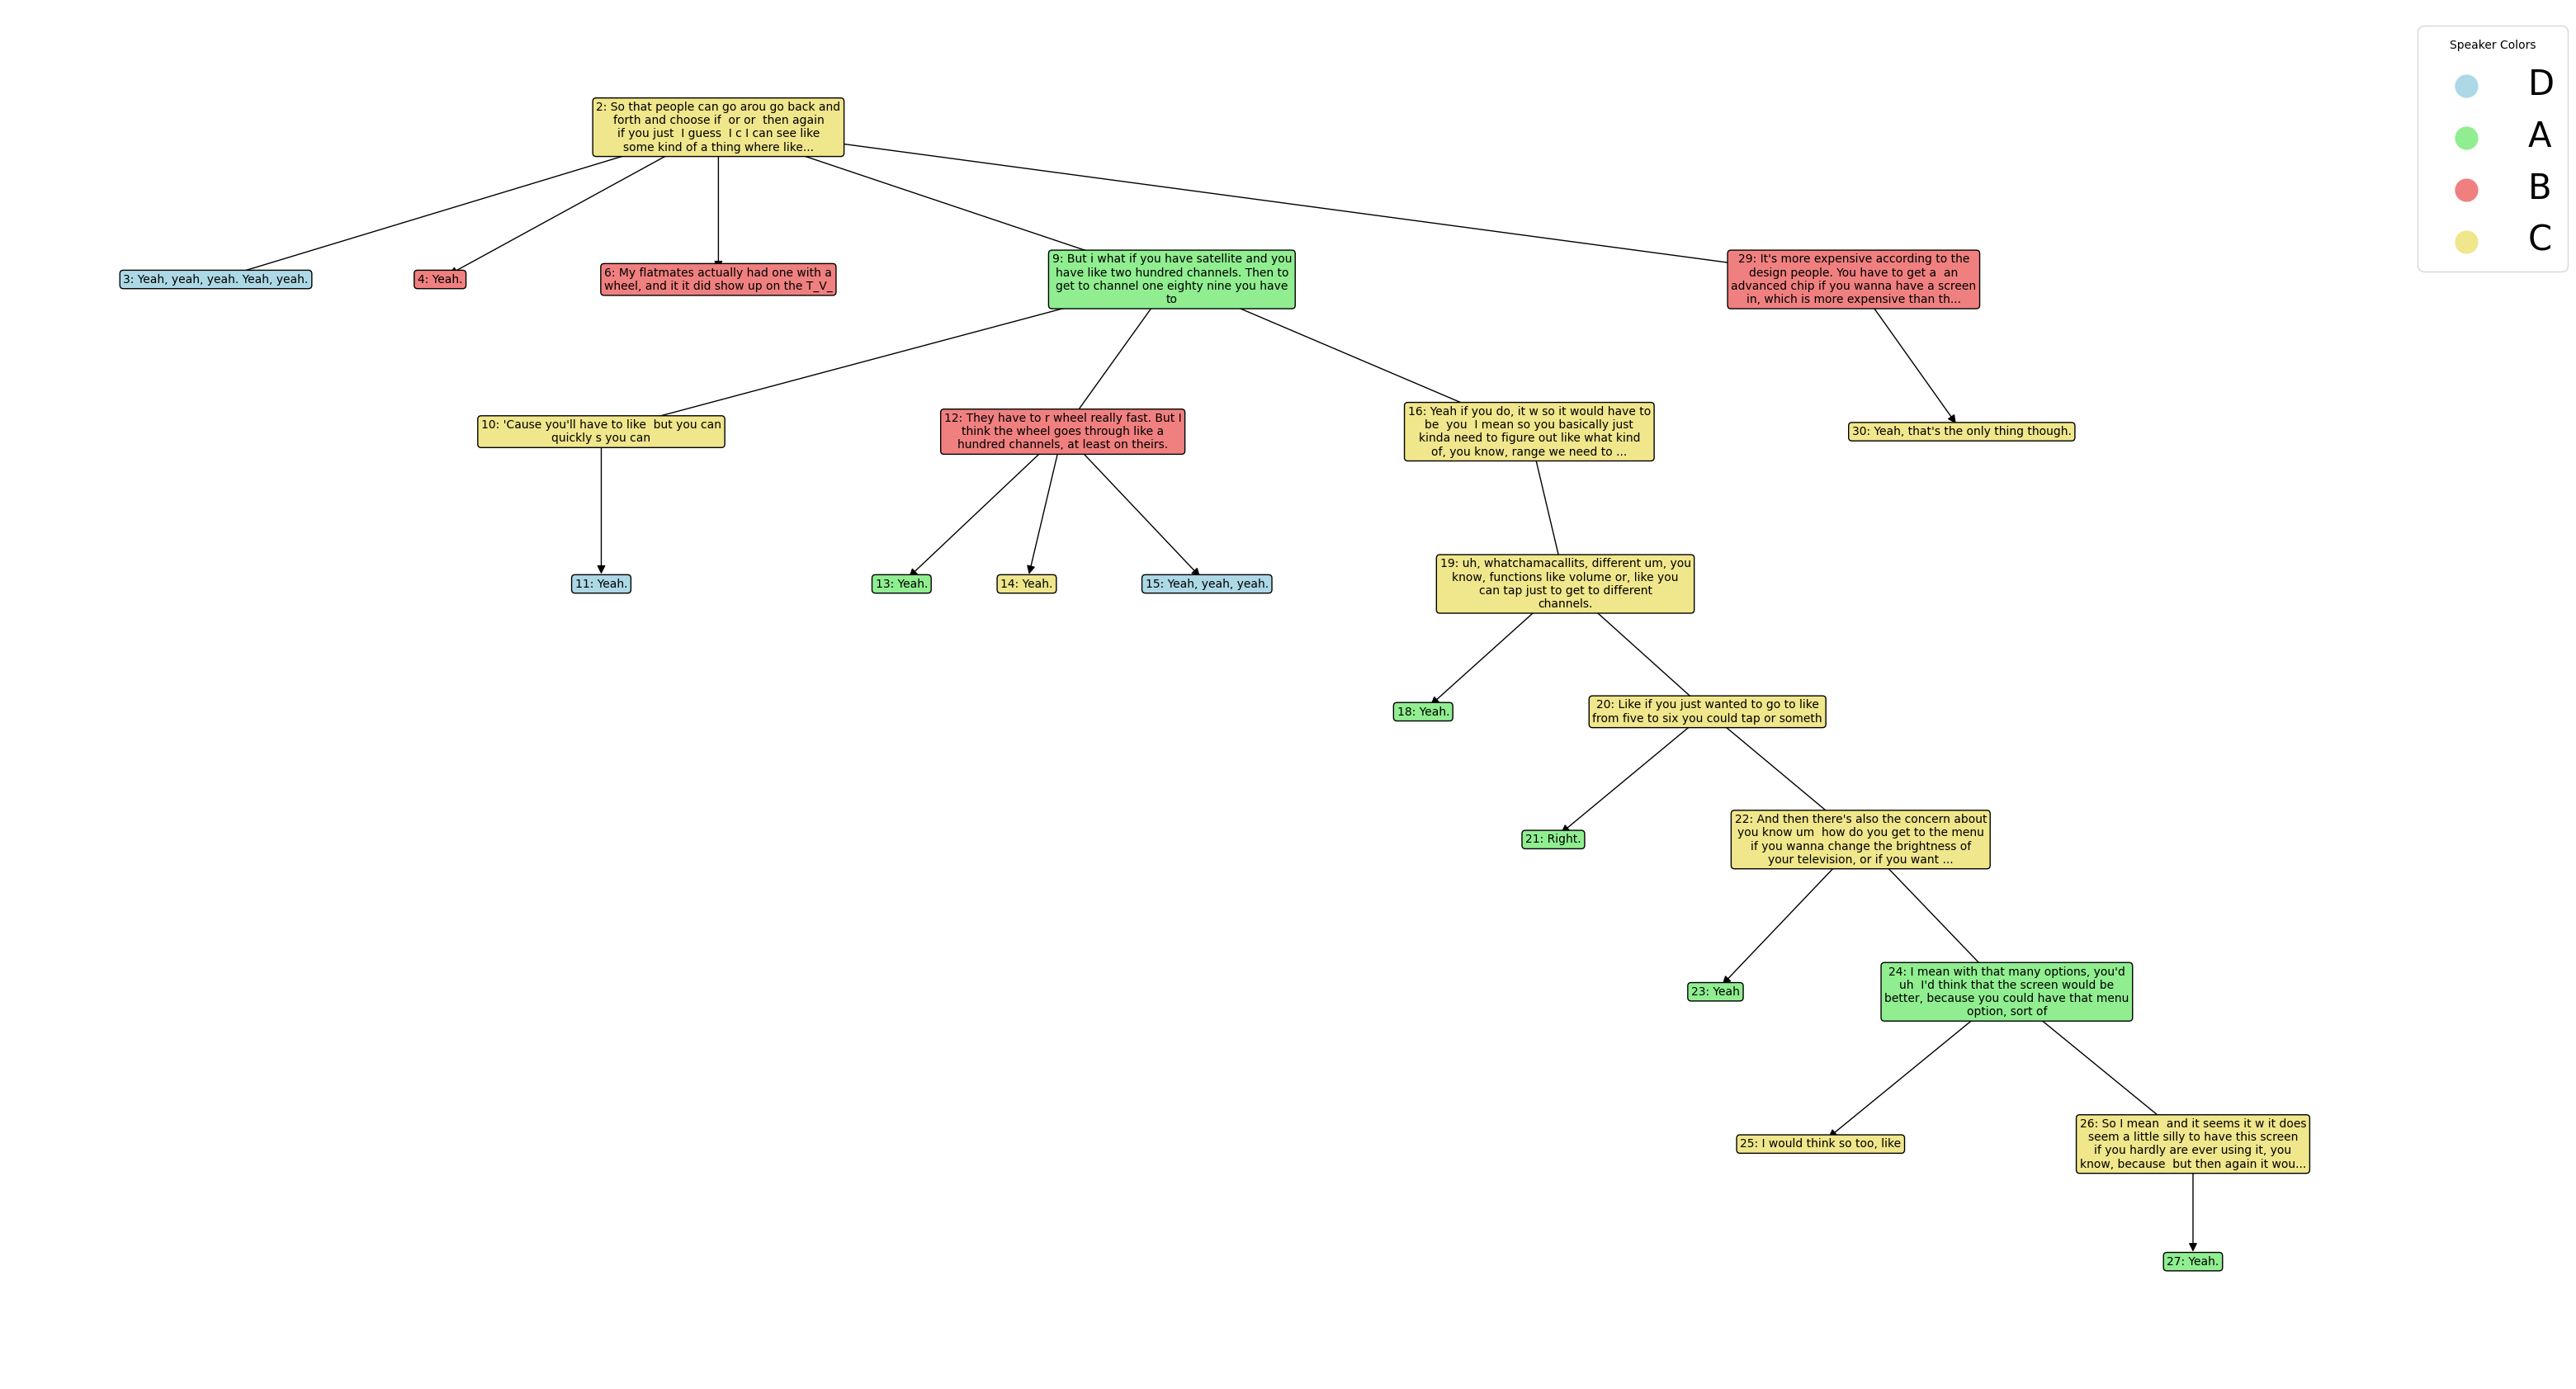 Speaker Colors
D
A
B
C
2: So that people can go arou go back and
forth and choose if  or or  then again
if you just  I guess  I c I can see like
some kind of a thing where like...
3: Yeah, yeah, yeah. Yeah, yeah.
4: Yeah.
6: My flatmates actually had one with a
wheel, and it it did show up on the T_V_
9: But i what if you have satellite and you
have like two hundred channels. Then to
get to channel one eighty nine you have
to
29: It's more expensive according to the
design people. You have to get a  an
advanced chip if you wanna have a screen
in, which is more expensive than th...
10: 'Cause you'll have to like  but you can
quickly s you can
12: They have to r wheel really fast. But I
think the wheel goes through like a
hundred channels, at least on theirs.
16: Yeah if you do, it w so it would have to
be  you  I mean so you basically just
kinda need to figure out like what kind
of, you know, range we need to ...
30: Yeah, that's the only thing though.
11: Yeah.
13: Yeah.
14: Yeah.
15: Yeah, yeah, yeah.
19: uh, whatchamacallits, different um, you
know, functions like volume or, like you
can tap just to get to different
channels.
18: Yeah.
20: Like if you just wanted to go to like
from five to six you could tap or someth
21: Right.
22: And then there's also the concern about
you know um  how do you get to the menu
if you wanna change the brightness of
your television, or if you want ...
23: Yeah
24: I mean with that many options, you'd
uh  I'd think that the screen would be
better, because you could have that menu
option, sort of
25: I would think so too, like
26: So I mean  and it seems it w it does
seem a little silly to have this screen
if you hardly are ever using it, you
know, because  but then again it wou...
27: Yeah.